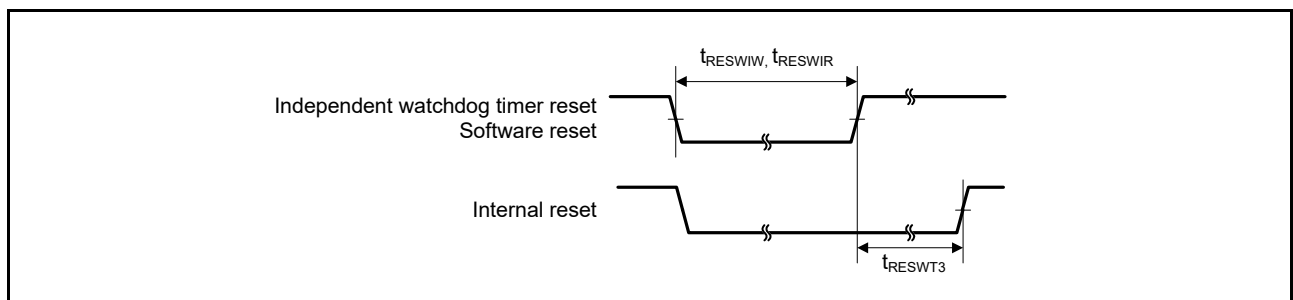 tRESWIW, tRESWIR
Independent watchdog timer reset
Software reset
Internal reset
tRESWT3